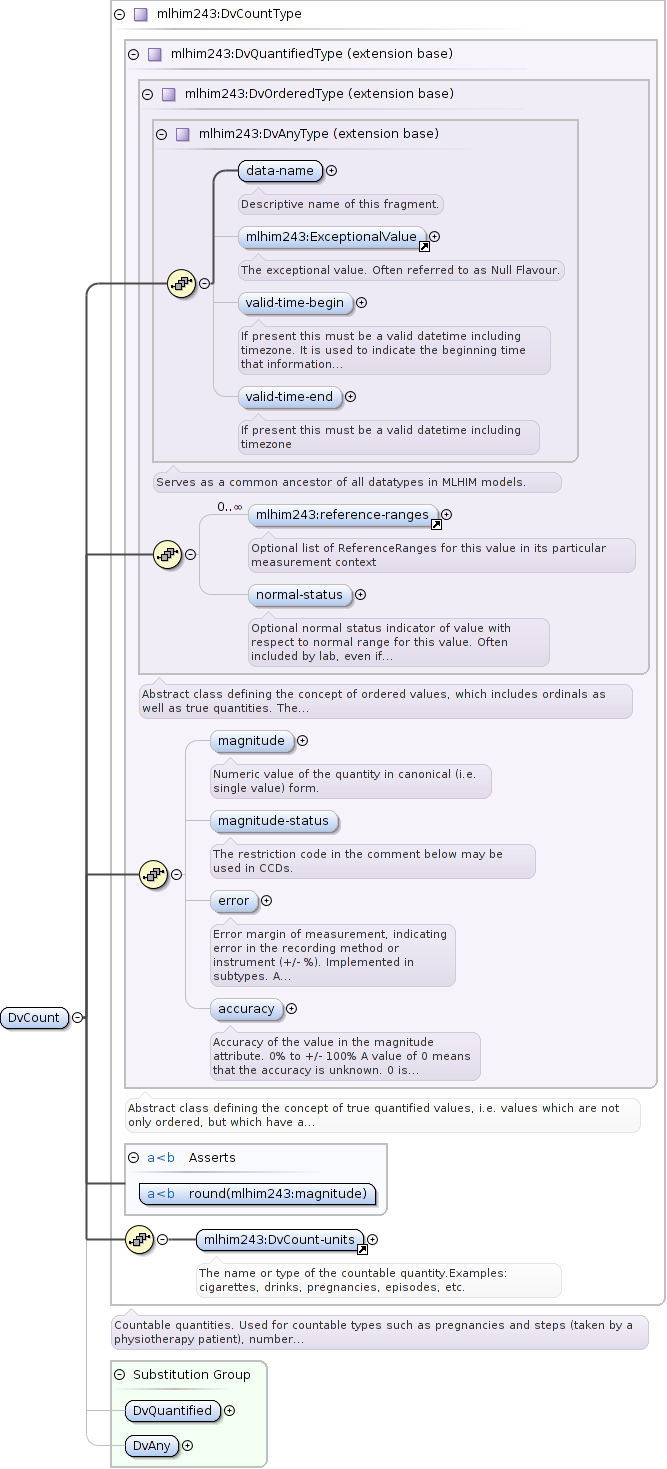 mlhim243:DvCountType
mlhim243:DvQuantifiedType (extension base)
mlhim243:DvOrderedType (extension base)
mlhim243:DvAnyType (extension base)
data-name
Descriptive name of this fragment.
mlhim243:ExceptionalValue
The exceptional value. Often referred to as Null Flavour.
valid-time-begin
If present this must be a valid datetime including
timezone. It is used to indicate the beginning time
that information...
valid-time-end
If present this must be a valid datetime including
timezone
Serves as a common ancestor of all datatypes in MLHIM models.
0..∞
mlhim243:reference-ranges
Optional list of ReferenceRanges for this value in its particular
measurement context
normal-status
Optional normal status indicator of value with
respect to normal range for this value. Often
included by lab, even if...
Abstract class defining the concept of ordered values, which includes ordinals as
well as true quantities. The...
magnitude
Numeric value of the quantity in canonical (i.e.
single value) form.
magnitude-status
The restriction code in the comment below may be
used in CCDs.
error
Error margin of measurement, indicating
error in the recording method or
instrument (+/- %). Implemented in
subtypes. A...
accuracy
DvCount
Accuracy of the value in the magnitude
attribute. 0% to +/- 100% A value of 0 means
that the accuracy is unknown. 0 is...
Abstract class defining the concept of true quantified values, i.e. values which are not
only ordered, but which have a...
a<b Asserts
a<b round(mlhim243:magnitude)
mlhim243:DvCount-units
The name or type of the countable quantity.Examples:
cigarettes, drinks, pregnancies, episodes, etc.
Countable quantities. Used for countable types such as pregnancies and steps (taken by a
physiotherapy patient), number...
Substitution Group
DvQuantified
DvAny